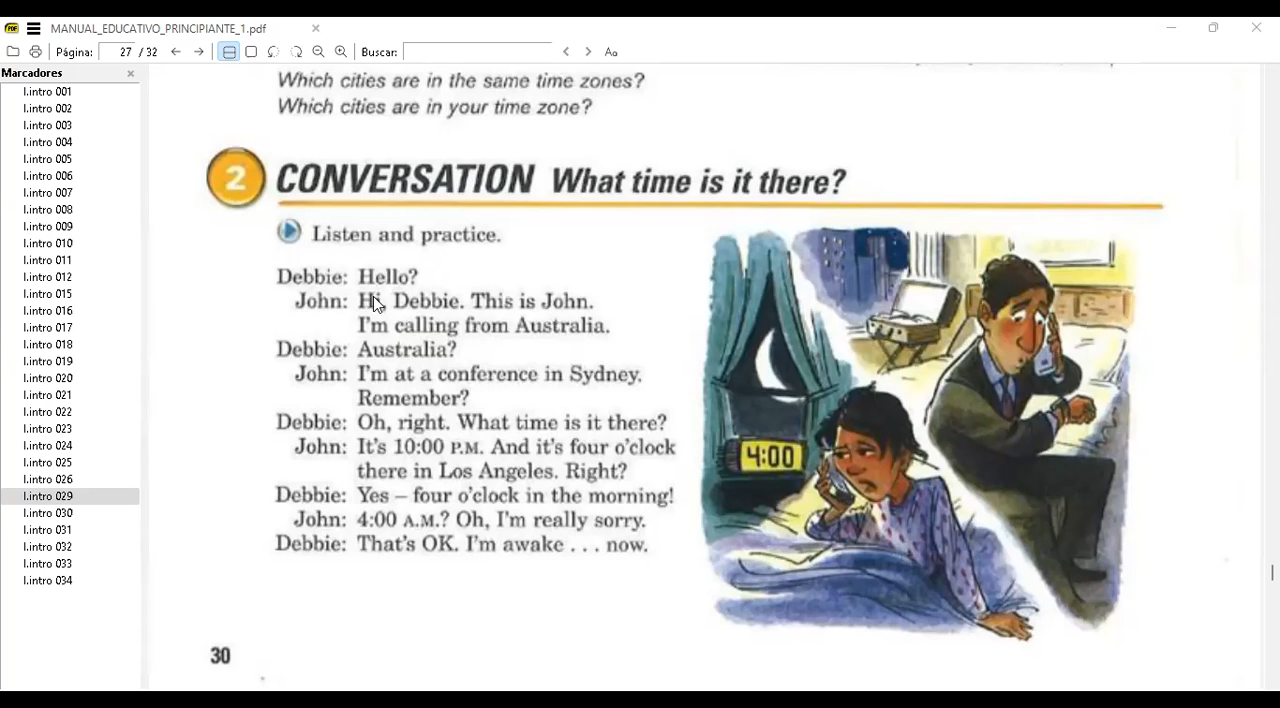 MANUAL_EDUCATIVO_PRINCIPIANTE_1.pdf
Página: 27 / 32 Buscar: Aa
Marcadores
I.intro 001
I.intro 002
I.intro 003
I.intro 004
I.intro 005
I.intro 006
I.intro 007
I.intro 008
I.intro 009
I.intro 010
I.intro 011
I.intro 012
I.intro 015
I.intro 016
I.intro 017
I.intro 018
I.intro 019
I.intro 020
I.intro 021
I.intro 022
I.intro 023
I.intro 024
I.intro 025
I.intro 026
I.intro 029
I.intro 030
I.intro 031
I.intro 032
I.intro 033
I.intro 034
Which cities are in the same time zones?
Which cities are in your time zone?
2 CONVERSATION What time is it there?
Listen and practice.
Debbie: Hello?
John: Hi, Debbie. This is John.
I'm calling from Australia.
Debbie: Australia?
John: I'm at a conference in Sydney.
Remember?
Debbie: Oh, right. What time is it there?
John: It's 10:00 P.M. And it's four o'clock
there in Los Angeles. Right?
Debbie: Yes – four o'clock in the morning!
John: 4:00 A.M.? Oh, I'm really sorry.
Debbie: That's OK. I'm awake . . . now.
4:00
30